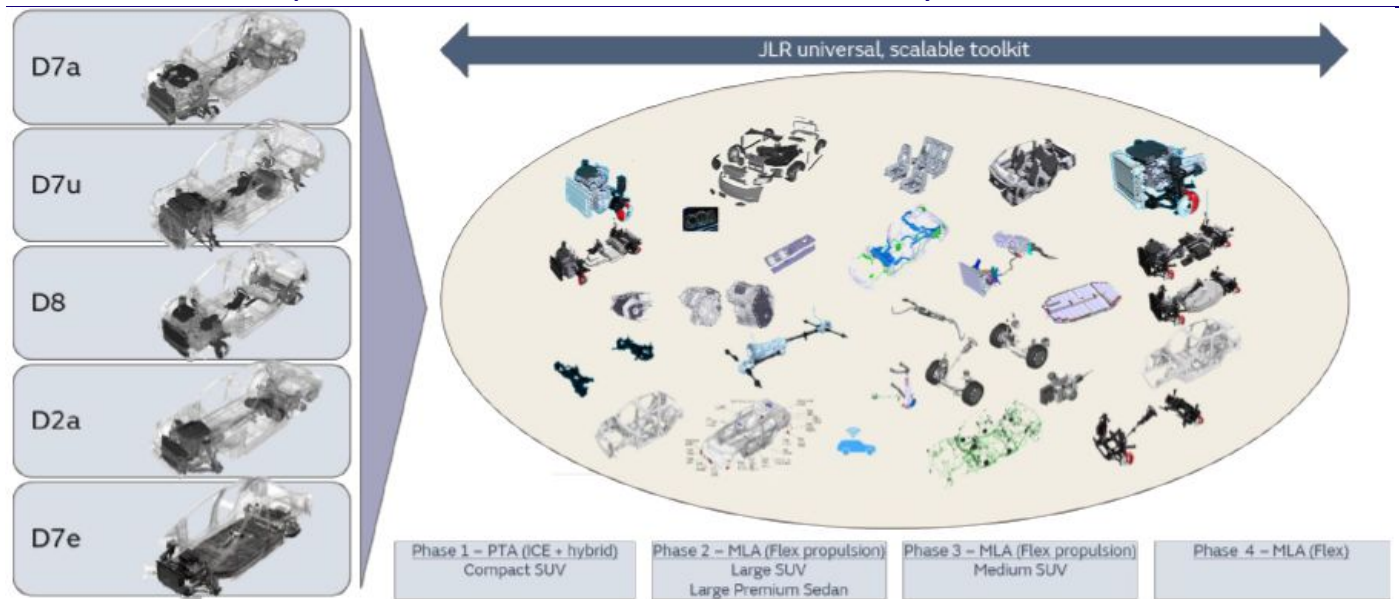 D7a
D7u
D8
D2a
D7e
JLR universal, scalable toolkit
Phase 1 – PTA (ICE + hybrid)
Compact SUV
Phase 2 – MLA (Flex propulsion)
Large SUV
Large Premium Sedan
Phase 3 – MLA (Flex propulsion)
Medium SUV
Phase 4 – MLA (Flex)